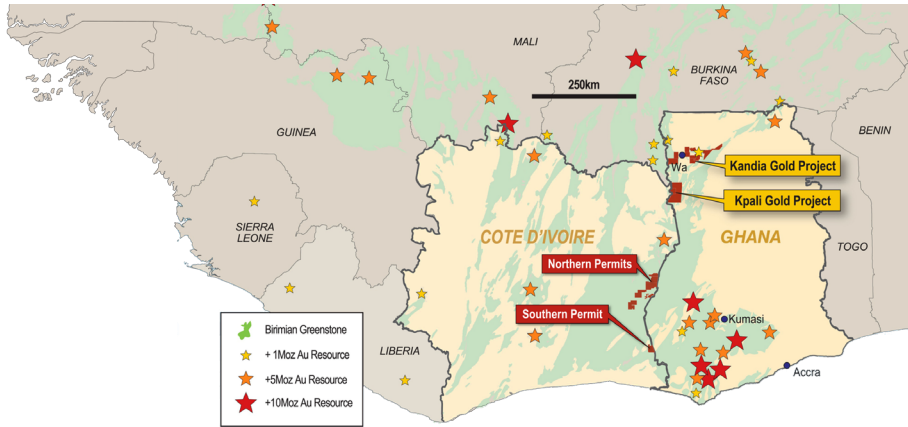 MALI
250km
BURKINA
FASO
GUINEA
BENIN
Wa
Kandia Gold Project
Kpali Gold Project
SIERRA
LEONE
COTE D'IVOIRE
GHANA
TOGO
Northern Permits
Southern Permit
Kumasi
LIBERIA
Accra
Birimian Greenstone
+ 1Moz Au Resource
+5Moz Au Resource
+10Moz Au Resource